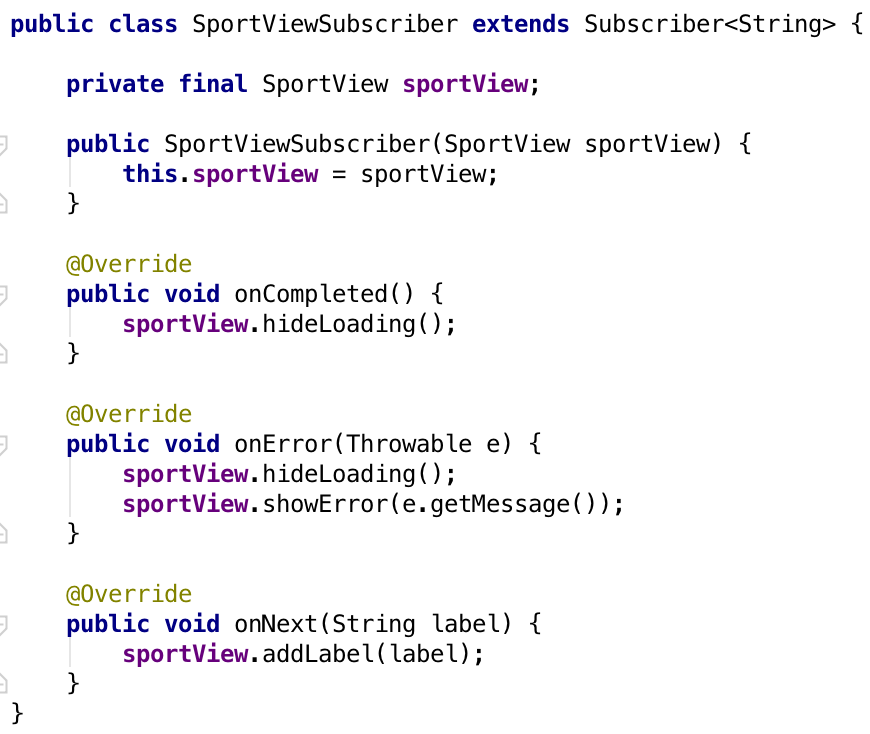 public class SportViewSubscriber extends Subscriber<String> {
    private final SportView sportView;
    public SportViewSubscriber(SportView sportView) {
        this.sportView = sportView;
    }
    @Override
    public void onCompleted() {
        sportView.hideLoading();
    }
    @Override
    public void onError(Throwable e) {
        sportView.hideLoading();
        sportView.showError(e.getMessage());
    }
    @Override
    public void onNext(String label) {
        sportView.addLabel(label);
    }
}